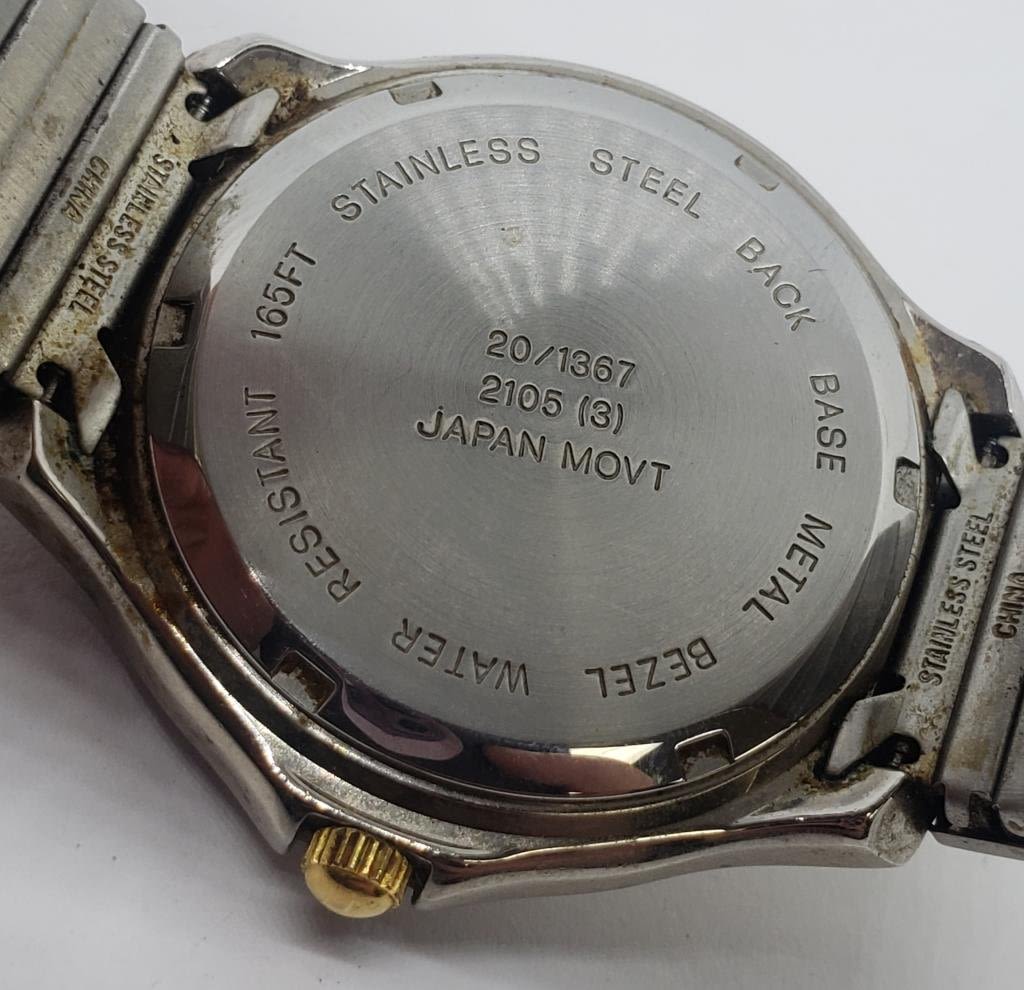 STAINLESS STEEL BACK BASE METAL BEZEL WATER RESISTANT 165FT
20/1367
2105 (3)
JAPAN MOVT
STAINLESS STEEL
CHINA
STAINLESS STEEL
CHINA